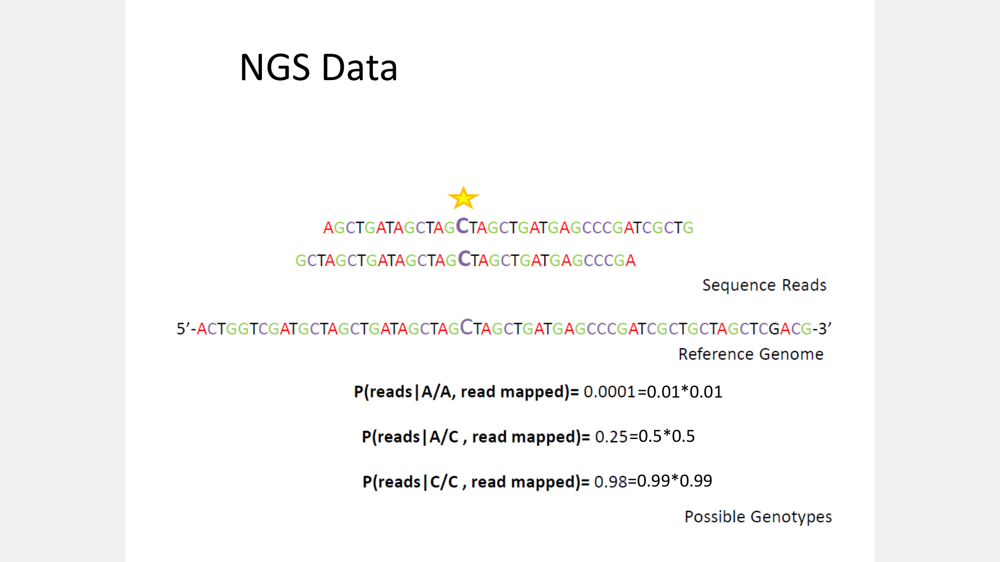 NGS Data
AGCTGATAGCTAGCTAGCTGATGAGCCCGATCGCTG
GCTAGCTGATAGCTAGCTAGCTGATGAGCCCGA
Sequence Reads
5’-ACTGGTCGATGCTAGCTGATAGCTAGCTAGCTGATGAGCCCGATCGCTGCTAGCTCGACG-3’
Reference Genome
P(reads|A/A, read mapped)= 0.0001=0.01*0.01
P(reads|A/C , read mapped)= 0.25=0.5*0.5
P(reads|C/C , read mapped)= 0.98=0.99*0.99
Possible Genotypes